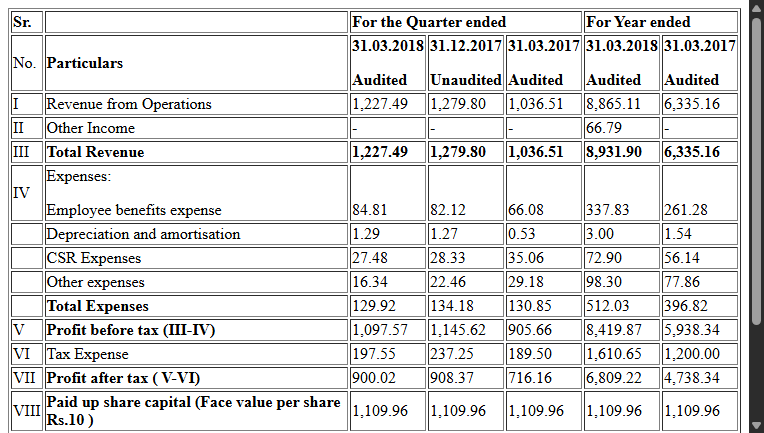 Sr. For the Quarter ended For Year ended
No. Particulars 31.03.2018 Audited 31.12.2017 Unaudited 31.03.2017 Audited 31.03.2018 Audited 31.03.2017 Audited
I Revenue from Operations 1,227.49 1,279.80 1,036.51 8,865.11 6,335.16
II Other Income - - - 66.79 -
III Total Revenue 1,227.49 1,279.80 1,036.51 8,931.90 6,335.16
IV Expenses:
Employee benefits expense 84.81 82.12 66.08 337.83 261.28
Depreciation and amortisation 1.29 1.27 0.53 3.00 1.54
CSR Expenses 27.48 28.33 35.06 72.90 56.14
Other expenses 16.34 22.46 29.18 98.30 77.86
Total Expenses 129.92 134.18 130.85 512.03 396.82
V Profit before tax (III-IV) 1,097.57 1,145.62 905.66 8,419.87 5,938.34
VI Tax Expense 197.55 237.25 189.50 1,610.65 1,200.00
VII Profit after tax ( V-VI) 900.02 908.37 716.16 6,809.22 4,738.34
VIII Paid up share capital (Face value per share Rs.10 ) 1,109.96 1,109.96 1,109.96 1,109.96 1,109.96